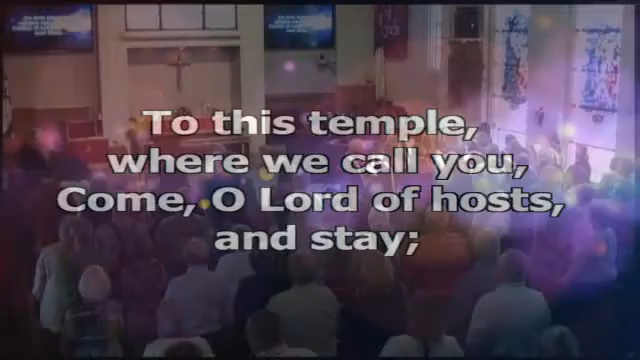 To this temple,
where we call you,
Come, O Lord of hosts,
and stay;